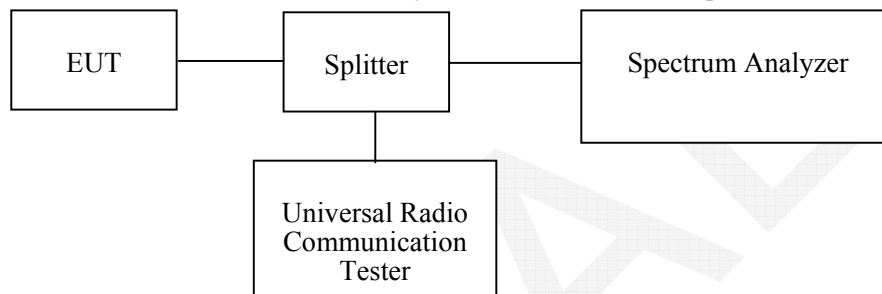 EUT
Splitter
Spectrum Analyzer
Universal Radio
Communication
Tester